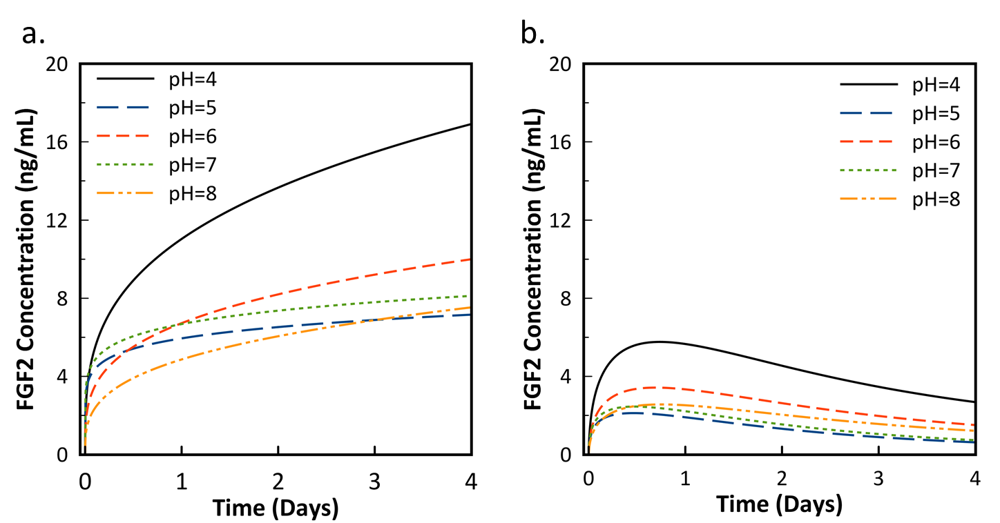 a.
FGF2 Concentration (ng/mL)
20
16
12
8
4
0
pH=4
pH=5
pH=6
pH=7
pH=8
0 1 2 3 4
Time (Days)
b.
FGF2 Concentration (ng/mL)
20
16
12
8
4
0
pH=4
pH=5
pH=6
pH=7
pH=8
0 1 2 3 4
Time (Days)